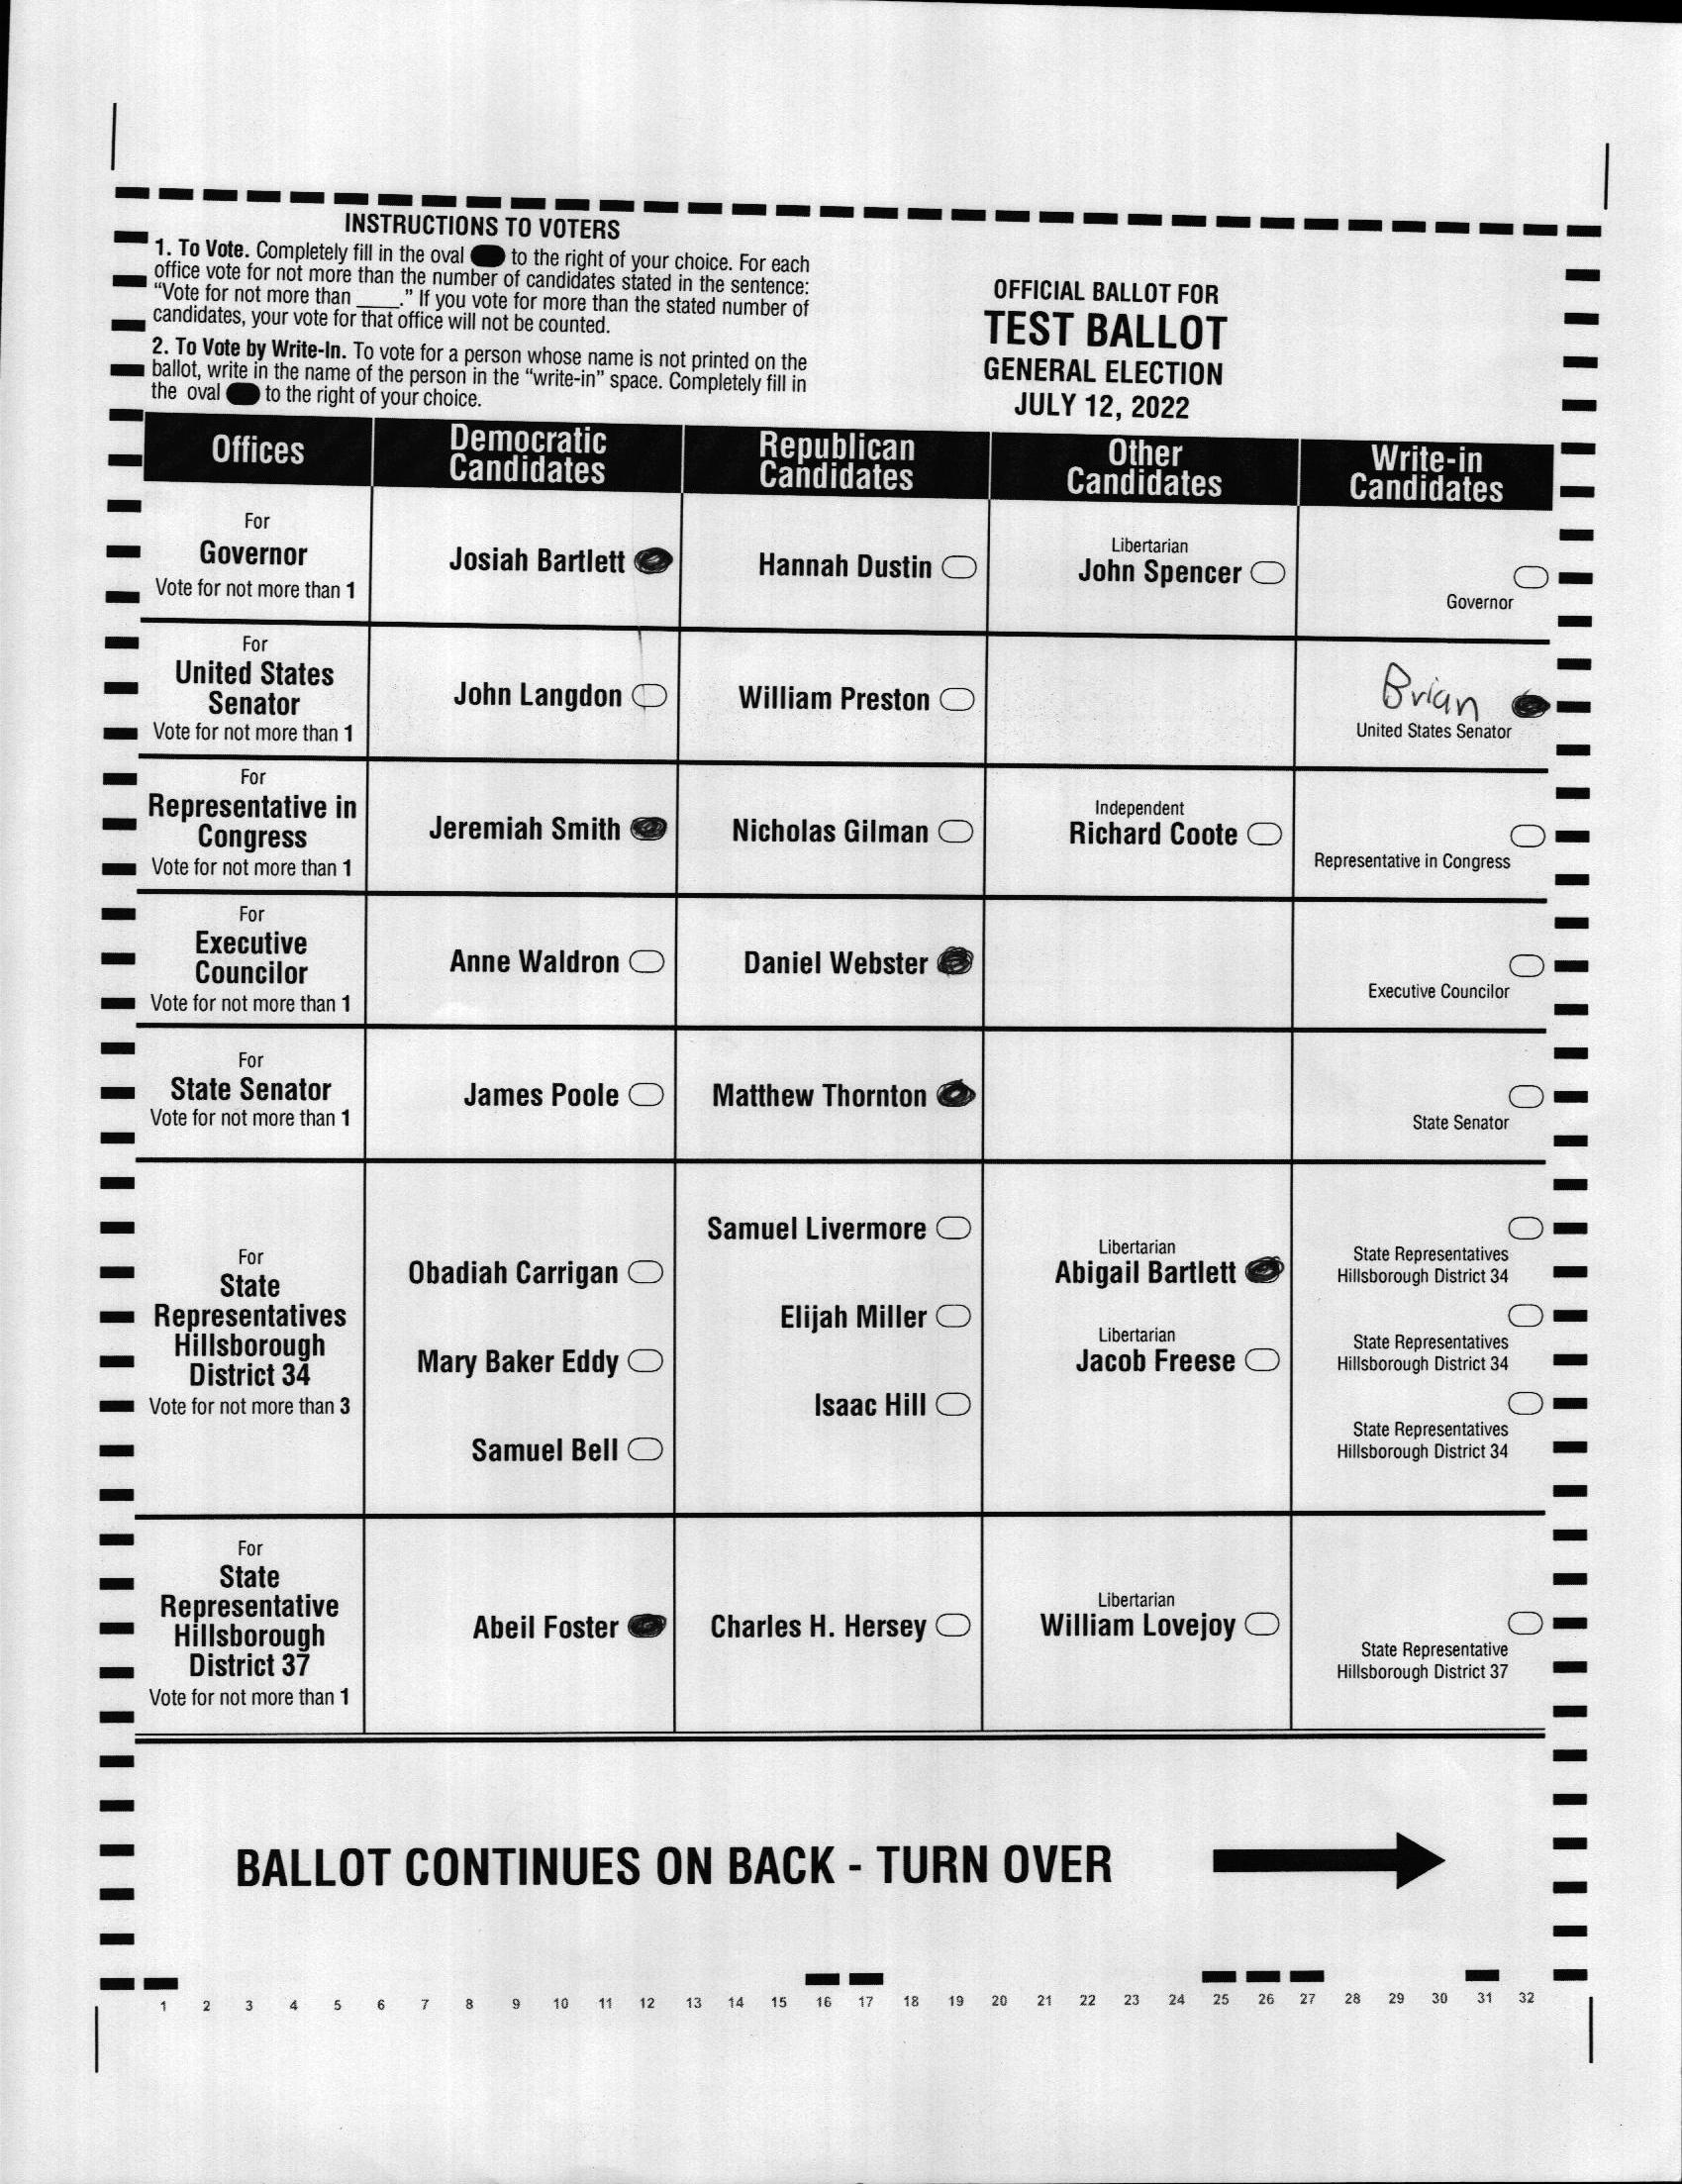 INSTRUCTIONS TO VOTERS
1. To Vote. Completely fill in the oval to the right of your choice. For each
office vote for not more than the number of candidates stated in the sentence:
“Vote for not more than ____.” If you vote for more than the stated number of
candidates, your vote for that office will not be counted.
2. To Vote by Write-In. To vote for a person whose name is not printed on the
ballot, write in the name of the person in the “write-in” space. Completely fill in
the oval to the right of your choice.
OFFICIAL BALLOT FOR
TEST BALLOT
GENERAL ELECTION
JULY 12, 2022
Offices
Democratic
Candidates
Republican
Candidates
Other
Candidates
Write-in
Candidates
For
Governor
Vote for not more than 1
Josiah Bartlett
Hannah Dustin
Libertarian
John Spencer
Governor
For
United States
Senator
Vote for not more than 1
John Langdon
William Preston
Brian
United States Senator
For
Representative in
Congress
Vote for not more than 1
Jeremiah Smith
Nicholas Gilman
Independent
Richard Coote
Representative in Congress
For
Executive
Councilor
Vote for not more than 1
Anne Waldron
Daniel Webster
Executive Councilor
For
State Senator
Vote for not more than 1
James Poole
Matthew Thornton
State Senator
For
State
Representatives
Hillsborough
District 34
Vote for not more than 3
Obadiah Carrigan
Mary Baker Eddy
Samuel Bell
Samuel Livermore
Elijah Miller
Isaac Hill
Libertarian
Abigail Bartlett
Libertarian
Jacob Freese
State Representatives
Hillsborough District 34
State Representatives
Hillsborough District 34
State Representatives
Hillsborough District 34
For
State
Representative
Hillsborough
District 37
Vote for not more than 1
Abeil Foster
Charles H. Hersey
Libertarian
William Lovejoy
State Representative
Hillsborough District 37
BALLOT CONTINUES ON BACK - TURN OVER
1 2 3 4 5 6 7 8 9 10 11 12 13 14 15 16 17 18 19 20 21 22 23 24 25 26 27 28 29 30 31 32